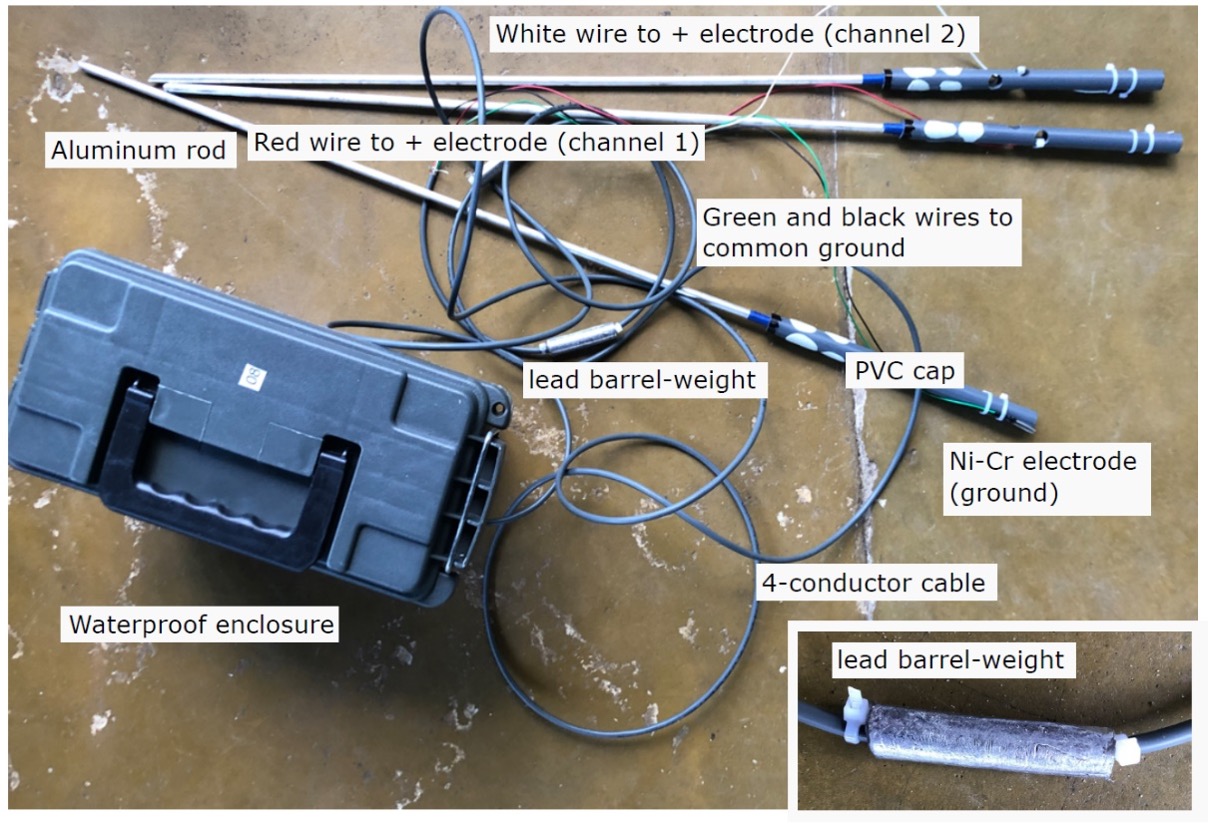 White wire to + electrode (channel 2)
Aluminum rod
Red wire to + electrode (channel 1)
Green and black wires to
common ground
lead barrel-weight
PVC cap
Ni-Cr electrode
(ground)
4-conductor cable
Waterproof enclosure
lead barrel-weight
08